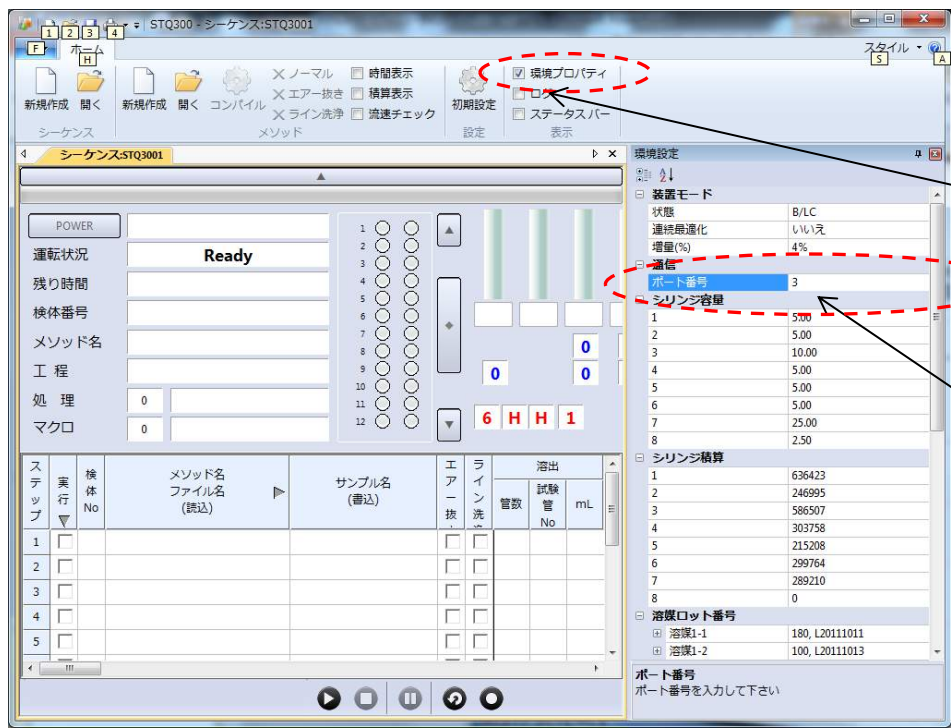 STQ300 - シーケンス:STQ3001
1 2 3 4
F ホーム スタイル
H S A
新規作成 開く 新規作成 開く コンパイル ノーマル 時間表示 初期設定 環境プロパティ
エアー抜き 積算表示 ログ
ライン洗浄 流速チェック ステータスバー
シーケンス メソッド 設定 表示
シーケンス:STQ3001
POWER
運転状況 Ready
残り時間
検体番号
メソッド名
工程
処理 0
マクロ 0
1
2
3
4
5
6
7
8
9
10
11
12
0
0 0
6 H H 1
ステップ 実行 検体No メソッド名 ファイル名 (読込) サンプル名 (書込) エアー抜 ライン洗 溶出
管数 試験管No mL
1
2
3
4
5
環境設定
装置モード
状態 B/LC
連続最適化 いいえ
増量(%) 4%
通信
ポート番号 3
シリンジ容量
1 5.00
2 5.00
3 10.00
4 5.00
5 5.00
6 5.00
7 25.00
8 2.50
シリンジ積算
1 636423
2 246995
3 586507
4 303758
5 215208
6 299764
7 289210
8 0
溶媒ロット番号
溶媒1-1 180, L20111011
溶媒1-2 100, L20111013
ポート番号
ポート番号を入力して下さい